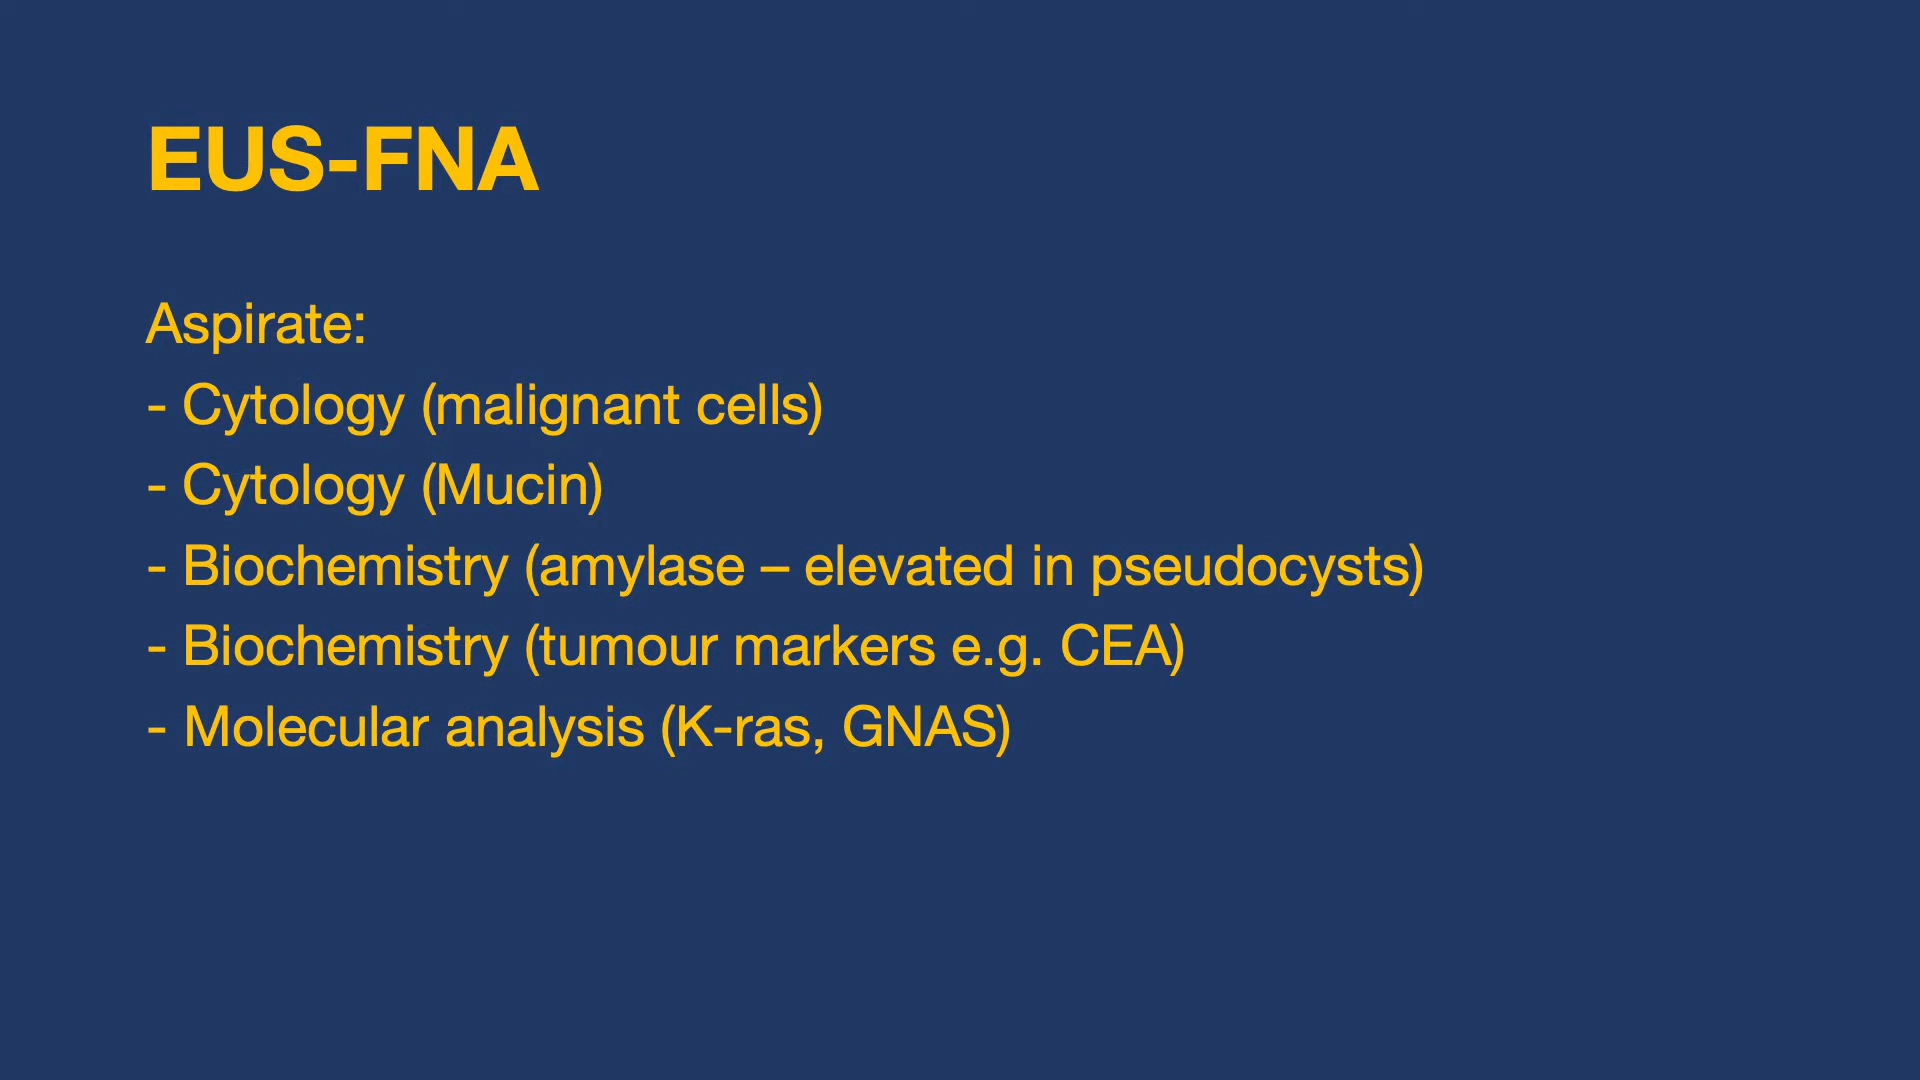 EUS-FNA
Aspirate:
- Cytology (malignant cells)
- Cytology (Mucin)
- Biochemistry (amylase – elevated in pseudocysts)
- Biochemistry (tumour markers e.g. CEA)
- Molecular analysis (K-ras, GNAS)